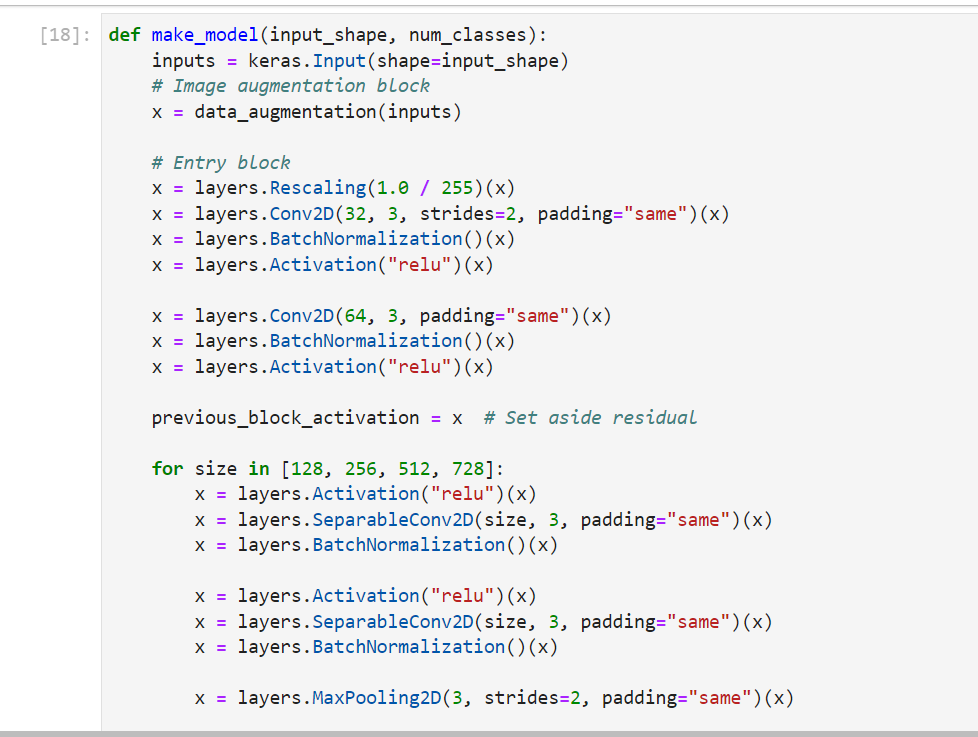 [18]: def make_model(input_shape, num_classes):
    inputs = keras.Input(shape=input_shape)
    # Image augmentation block
    x = data_augmentation(inputs)

    # Entry block
    x = layers.Rescaling(1.0 / 255)(x)
    x = layers.Conv2D(32, 3, strides=2, padding="same")(x)
    x = layers.BatchNormalization()(x)
    x = layers.Activation("relu")(x)

    x = layers.Conv2D(64, 3, padding="same")(x)
    x = layers.BatchNormalization()(x)
    x = layers.Activation("relu")(x)

    previous_block_activation = x  # Set aside residual

    for size in [128, 256, 512, 728]:
        x = layers.Activation("relu")(x)
        x = layers.SeparableConv2D(size, 3, padding="same")(x)
        x = layers.BatchNormalization()(x)

        x = layers.Activation("relu")(x)
        x = layers.SeparableConv2D(size, 3, padding="same")(x)
        x = layers.BatchNormalization()(x)

        x = layers.MaxPooling2D(3, strides=2, padding="same")(x)